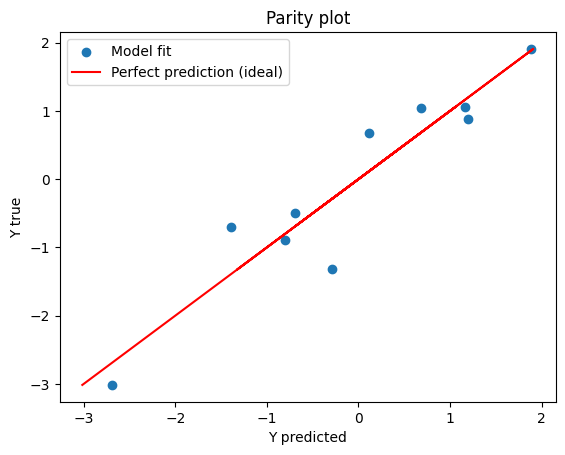 Parity plot
Model fit
Perfect prediction (ideal)
Y true
2
1
0
−1
−2
−3
−3
−2
−1
0
1
2
Y predicted